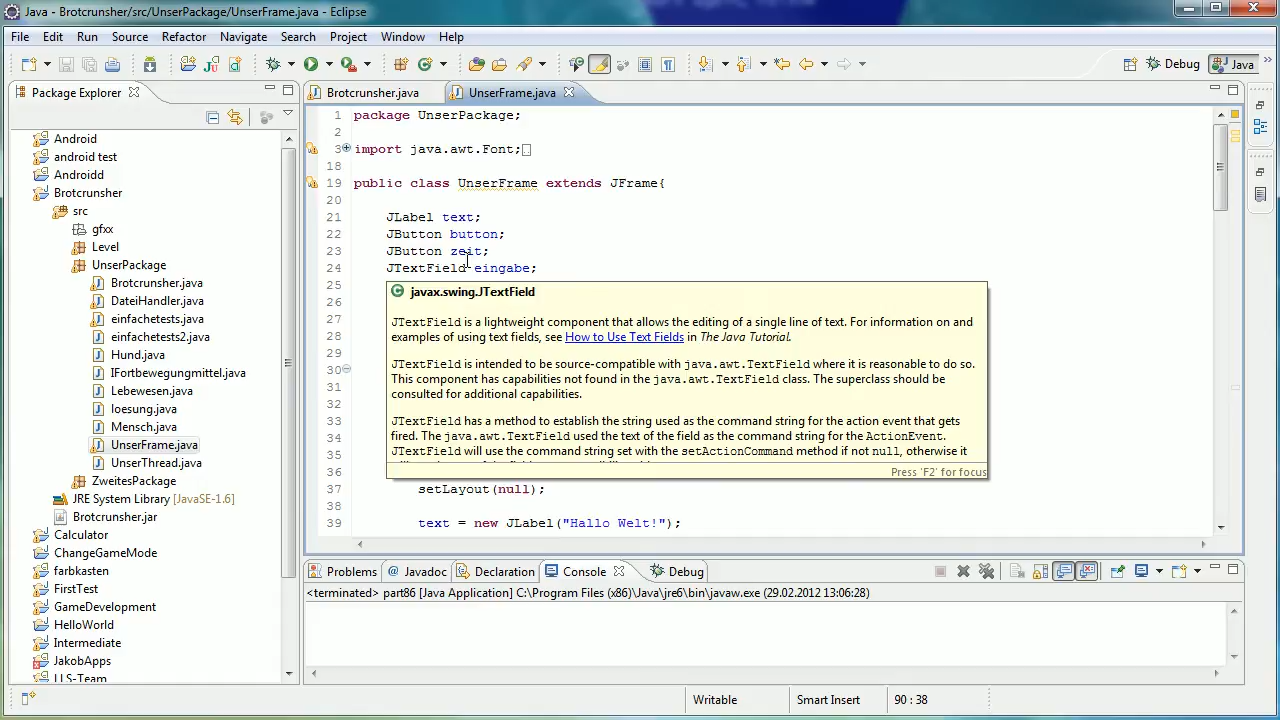 Java - Brotcrunsher/src/UnserPackage/UnserFrame.java - Eclipse
File Edit Run Source Refactor Navigate Search Project Window Help
Debug Java
Package Explorer
Android
android test
Androidd
Brotcrunsher
src
gfxx
Level
UnserPackage
Brotcrunsher.java
DateiHandler.java
einfachetests.java
einfachetests2.java
Hund.java
IFortbewegungmittel.java
Lebewesen.java
loesung.java
Mensch.java
UnserFrame.java
UnserThread.java
ZweitesPackage
JRE System Library [JavaSE-1.6]
Brotcrunsher.jar
Calculator
ChangeGameMode
farbkasten
FirstTest
GameDevelopment
HelloWorld
Intermediate
JakobApps
LLS-Team
Brotcrunsher.java UnserFrame.java
1 package UnserPackage;
2
3 import java.awt.Font;
18
19 public class UnserFrame extends JFrame{
20
21 JLabel text;
22 JButton button;
23 JButton zeit;
24 JTextField eingabe;
25
26
27
28
29
30
31
32
33
34
35
36
37 setLayout(null);
38
39 text = new JLabel("Hallo Welt!");
javax.swing.JTextField
JTextField is a lightweight component that allows the editing of a single line of text. For information on and
examples of using text fields, see How to Use Text Fields in The Java Tutorial.
JTextField is intended to be source-compatible with java.awt.TextField where it is reasonable to do so.
This component has capabilities not found in the java.awt.TextField class. The superclass should be
consulted for additional capabilities.
JTextField has a method to establish the string used as the command string for the action event that gets
fired. The java.awt.TextField used the text of the field as the command string for the ActionEvent.
JTextField will use the command string set with the setActionCommand method if not null, otherwise it
Press 'F2' for focus
Problems @ Javadoc Declaration Console Debug
<terminated> part86 [Java Application] C:\Program Files (x86)\Java\jre6\bin\javaw.exe (29.02.2012 13:06:28)
Writable Smart Insert 90 : 38